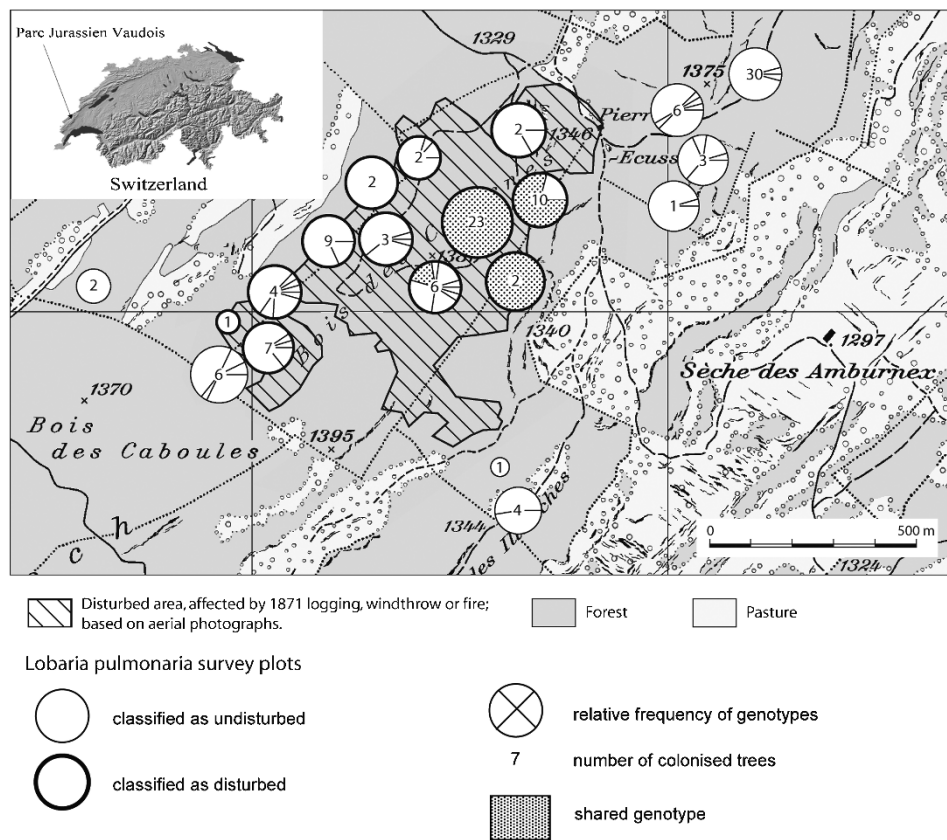 Parc Jurassien Vaudois
Switzerland
1329
1375
30
6
Pierr
2
1346
-Ecuss
3
2
2
10
1
23
9
3
138
2
6
4
2
1
1340
1297
7
Bois de
6
Sèche des Amburnex
1370
Bois
des Caboules
1395
1
4
1344
les Il ches
0
500 m
c h
1324
Disturbed area, affected by 1871 logging, windthrow or fire;
based on aerial photographs.
Forest
Pasture
Lobaria pulmonaria survey plots
classified as undisturbed
relative frequency of genotypes
7
number of colonised trees
classified as disturbed
shared genotype